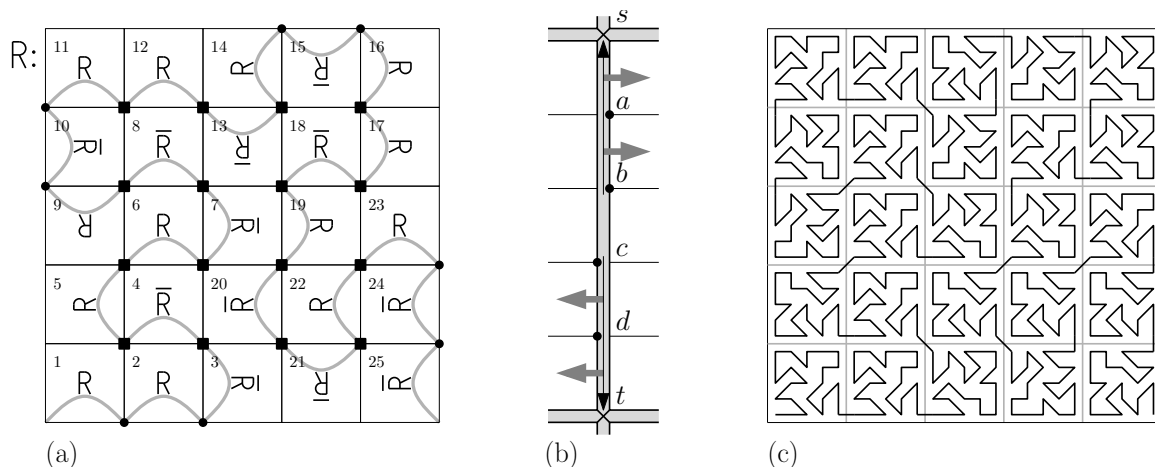 R:
11 12 14 15 16
R R R R̅ R
10 8 13 18 17
R̅ R̅ R̅ R̅ R
9 6 7 19 23
R R R̅ R R
5 4 20 22 24
R R̅ R̅ R R̅
1 2 3 21 25
R R R̅ R̅ R̅
(a)
s
a
b
c
d
t
(b)
(c)